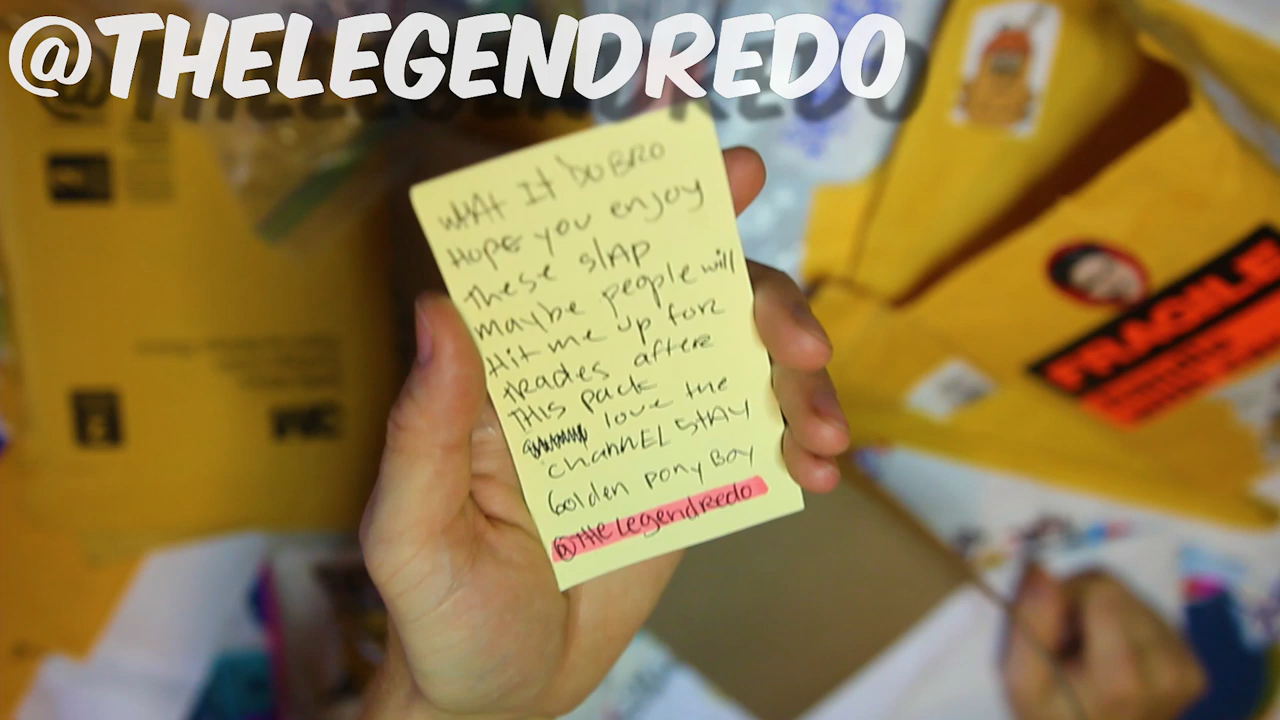 @THELEGENDREDO
WHAT IT DO BRO
HOPE you enjoy
These slAp
maybe people will
Hit me up for
trades after
THis pack
love the
channEL STAY
Golden pony Boy
@THElegendredo
FRAGILE